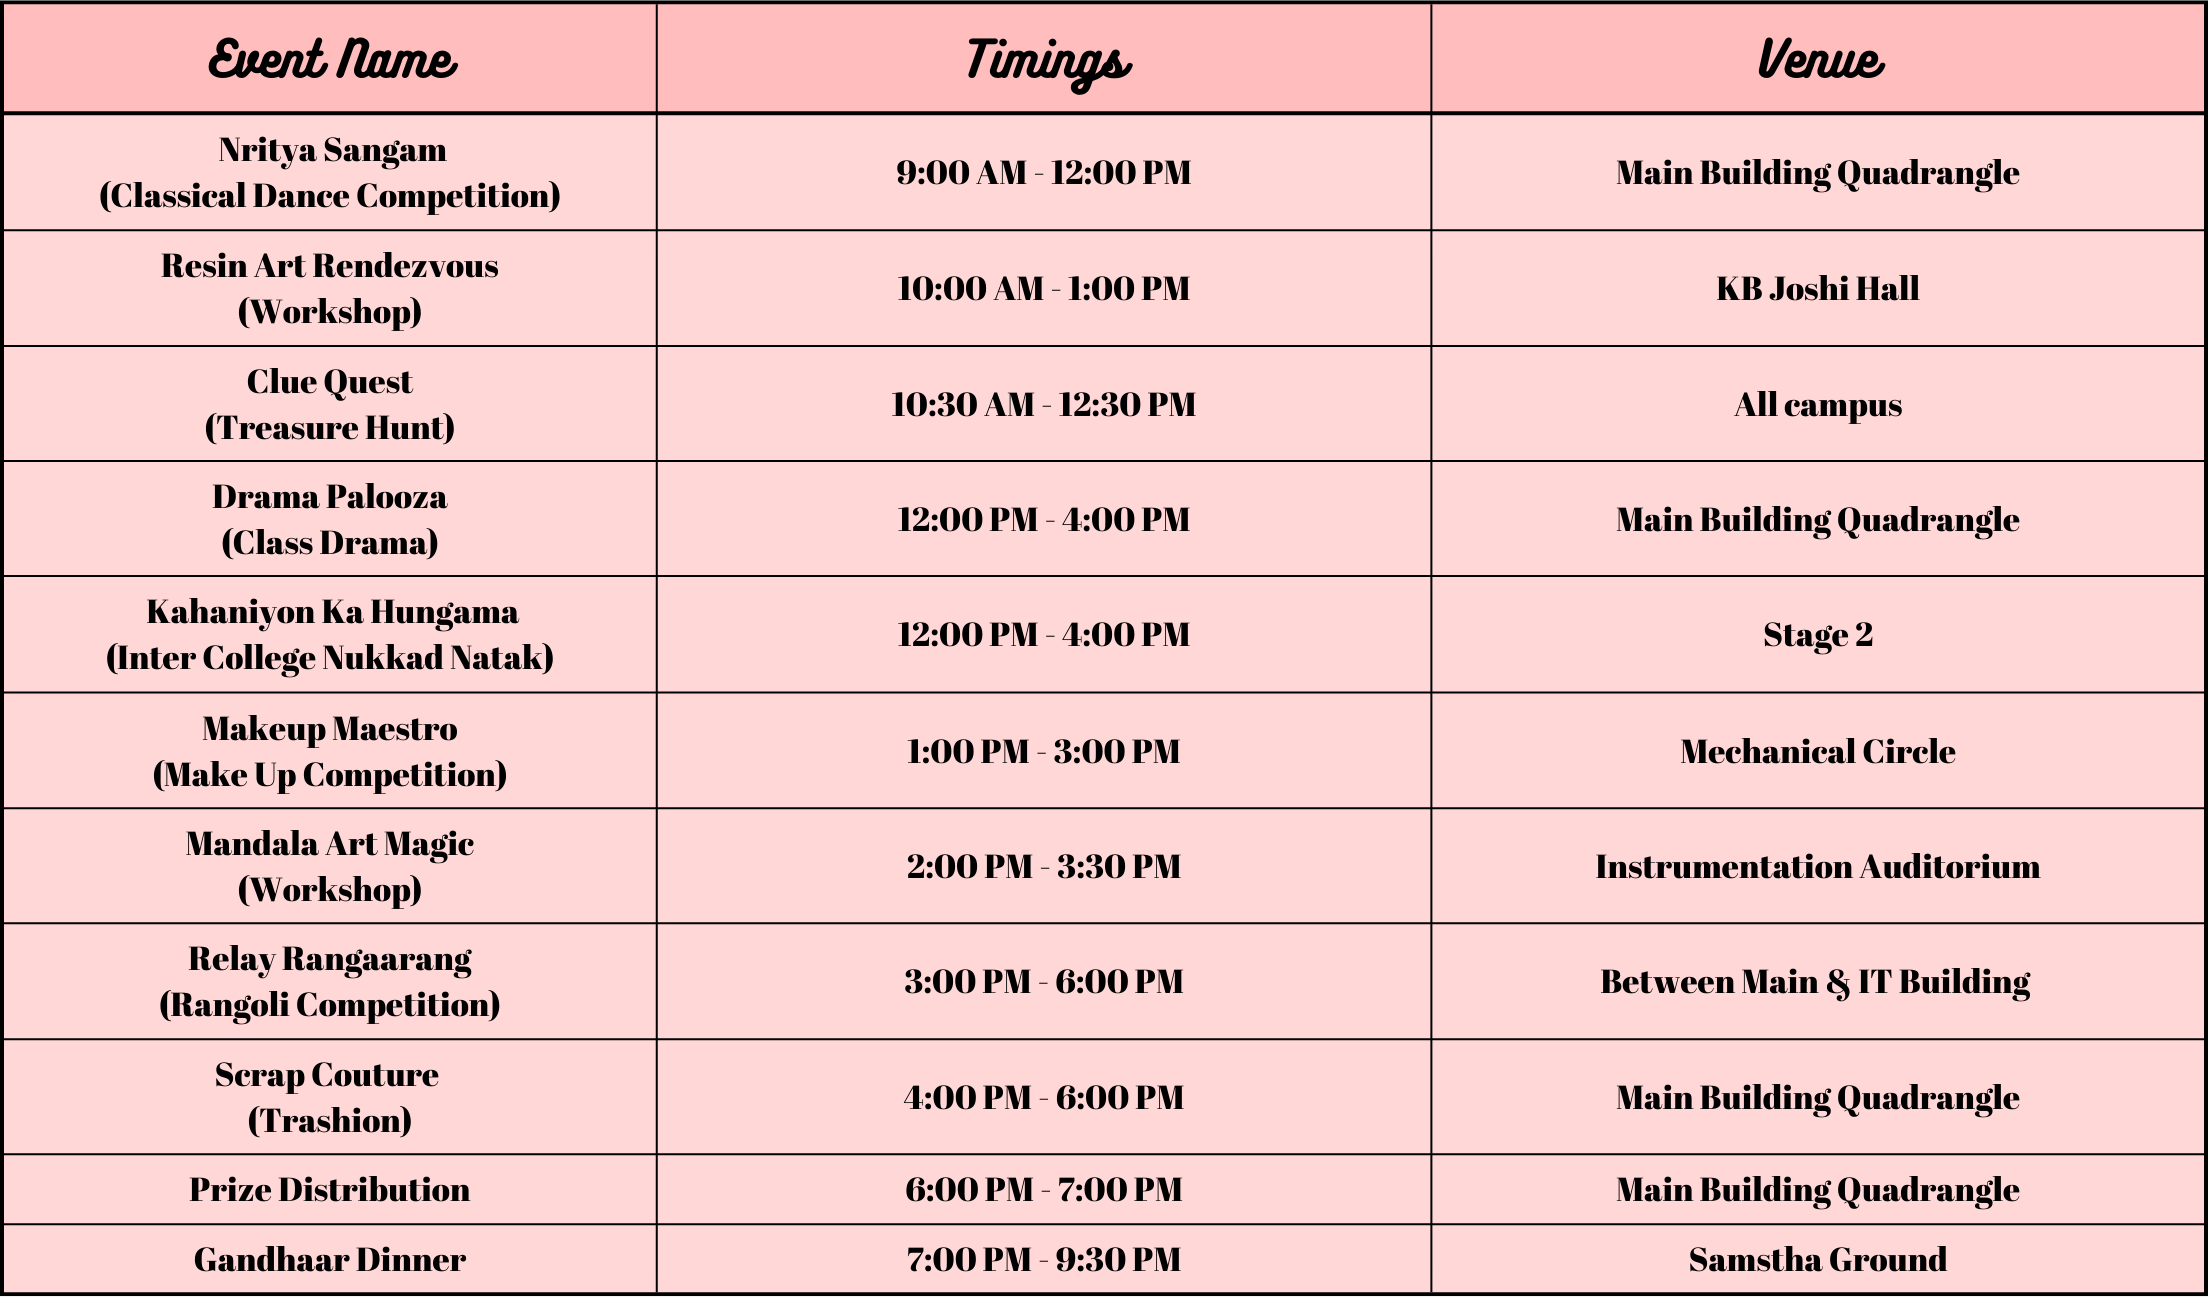 Event Name
Timings
Venue
Nritya Sangam
(Classical Dance Competition)
9:00 AM - 12:00 PM
Main Building Quadrangle
Resin Art Rendezvous
(Workshop)
10:00 AM - 1:00 PM
KB Joshi Hall
Clue Quest
(Treasure Hunt)
10:30 AM - 12:30 PM
All campus
Drama Palooza
(Class Drama)
12:00 PM - 4:00 PM
Main Building Quadrangle
Kahaniyon Ka Hungama
(Inter College Nukkad Natak)
12:00 PM - 4:00 PM
Stage 2
Makeup Maestro
(Make Up Competition)
1:00 PM - 3:00 PM
Mechanical Circle
Mandala Art Magic
(Workshop)
2:00 PM - 3:30 PM
Instrumentation Auditorium
Relay Rangaarang
(Rangoli Competition)
3:00 PM - 6:00 PM
Between Main & IT Building
Scrap Couture
(Trashion)
4:00 PM - 6:00 PM
Main Building Quadrangle
Prize Distribution
6:00 PM - 7:00 PM
Main Building Quadrangle
Gandhaar Dinner
7:00 PM - 9:30 PM
Samstha Ground